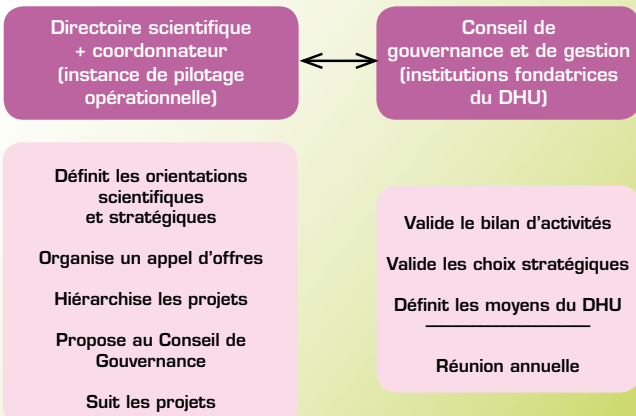 Directoire scientifique
+ coordonnateur
(instance de pilotage
opérationnelle)
Conseil de
gouvernance et de gestion
(institutions fondatrices
du DHU)
Définit les orientations
scientifiques
et stratégiques
Organise un appel d'offres
Hiérarchise les projets
Propose au Conseil de
Gouvernance
Suit les projets
Valide le bilan d'activités
Valide les choix stratégiques
Définit les moyens du DHU
Réunion annuelle